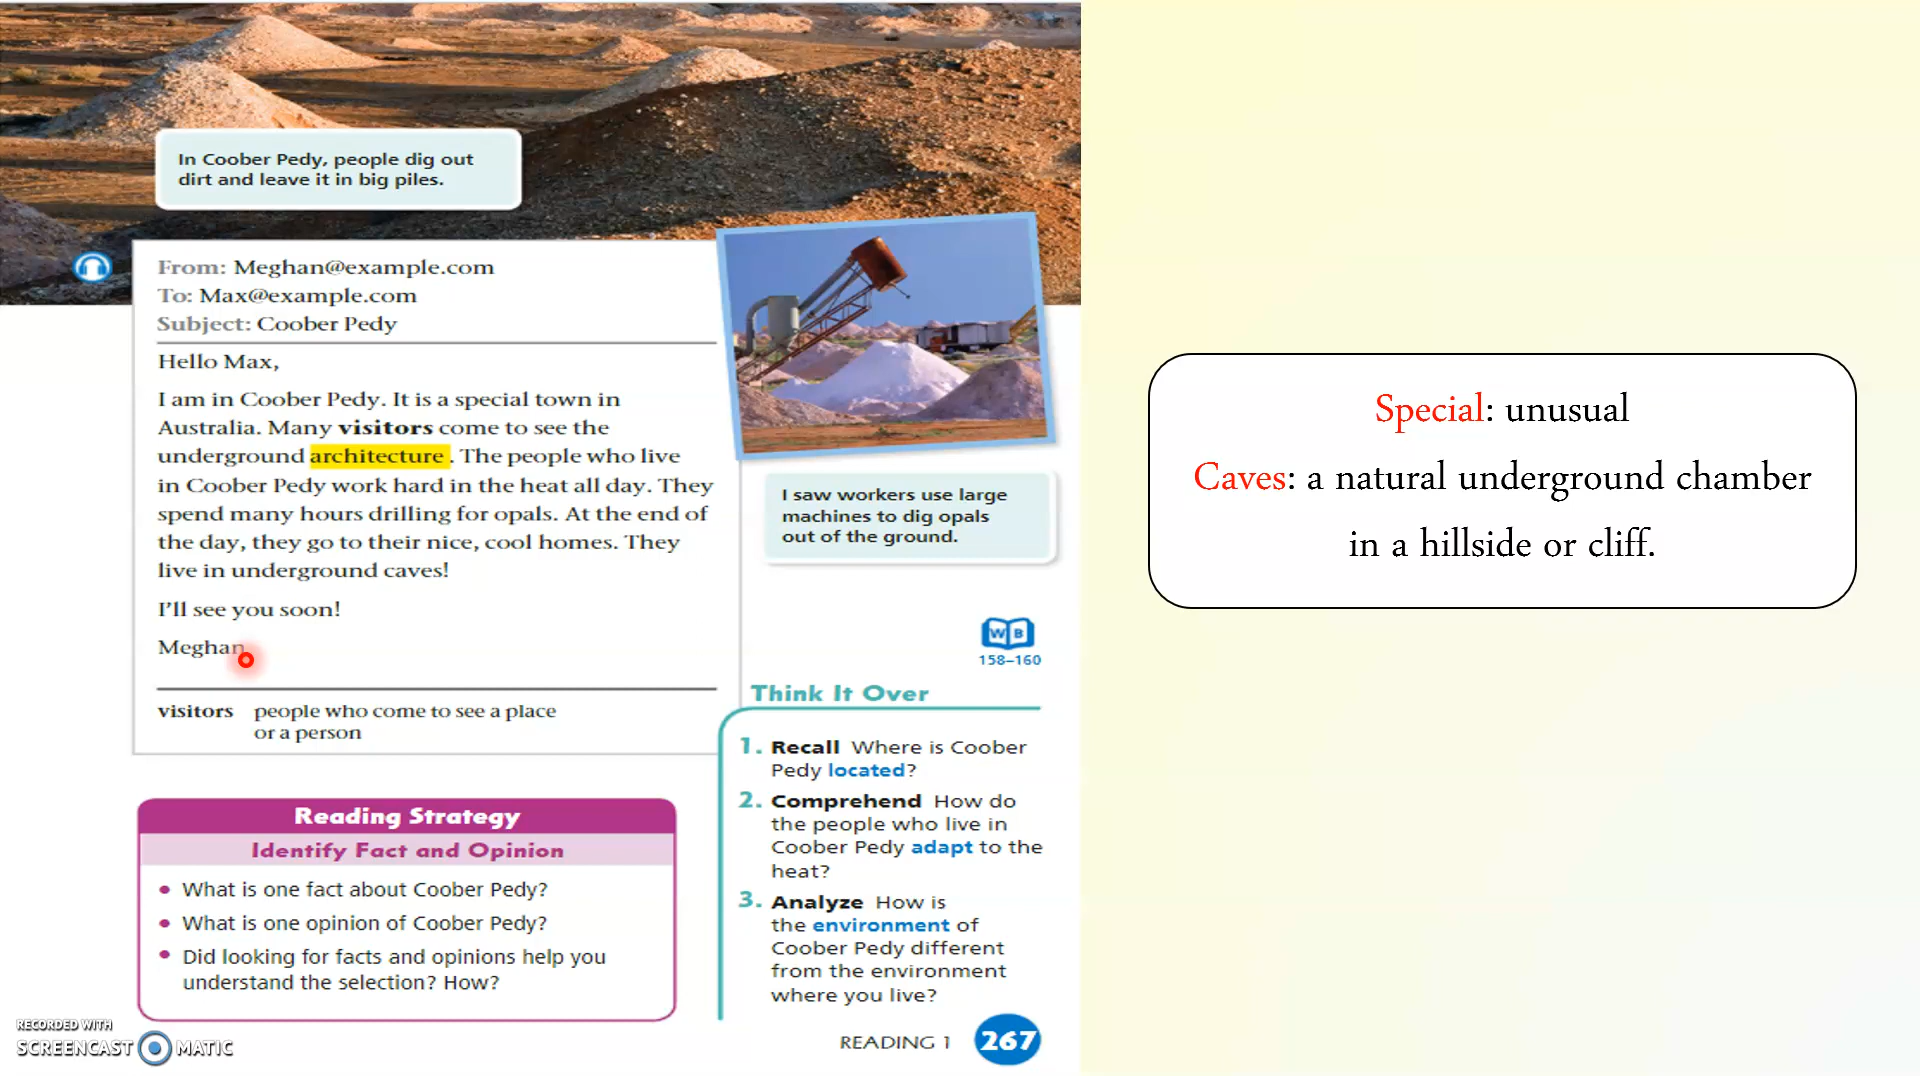 In Coober Pedy, people dig out
dirt and leave it in big piles.
From: Meghan@example.com
To: Max@example.com
Subject: Coober Pedy
Hello Max,
I am in Coober Pedy. It is a special town in
Australia. Many visitors come to see the
underground architecture . The people who live
in Coober Pedy work hard in the heat all day. They
spend many hours drilling for opals. At the end of
the day, they go to their nice, cool homes. They
live in underground caves!
I'll see you soon!
Meghan
visitors people who come to see a place
or a person
I saw workers use large
machines to dig opals
out of the ground.
W B
158–160
Reading Strategy
Identify Fact and Opinion
• What is one fact about Coober Pedy?
• What is one opinion of Coober Pedy?
• Did looking for facts and opinions help you
understand the selection? How?
Think It Over
1. Recall Where is Coober
Pedy located?
2. Comprehend How do
the people who live in
Coober Pedy adapt to the
heat?
3. Analyze How is
the environment of
Coober Pedy different
from the environment
where you live?
READING 1 267
Special: unusual
Caves: a natural underground chamber
in a hillside or cliff.
RECORDED WITH
SCREENCAST MATIC